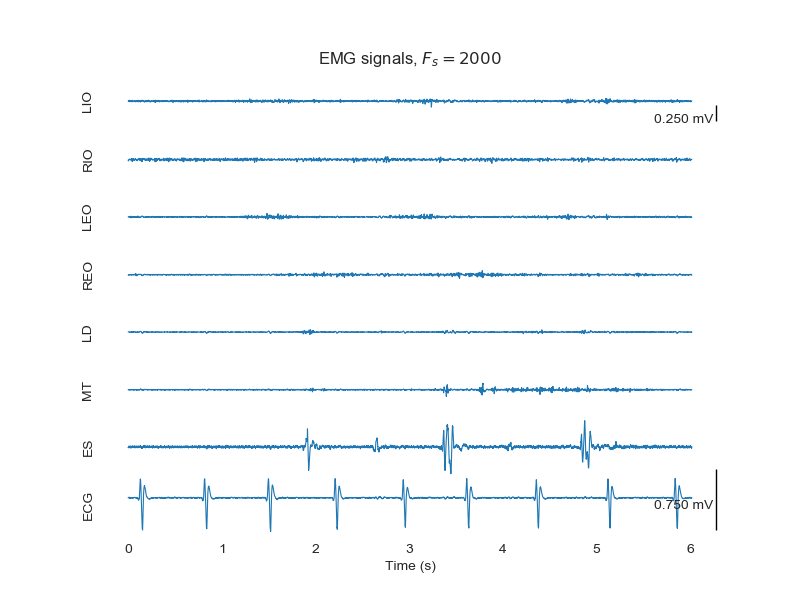 EMG signals, Fₛ = 2000
LIO
0.250 mV
RIO
LEO
REO
LD
MT
ES
ECG
0.750 mV
0 1 2 3 4 5 6
Time (s)